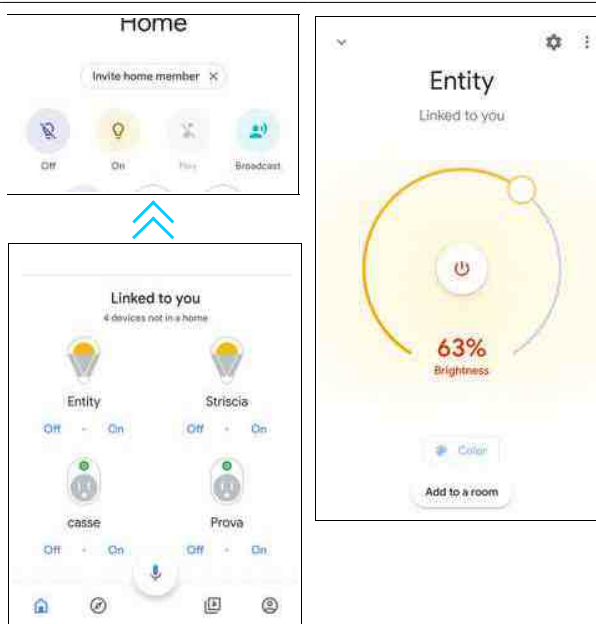 Home
Invite home member ×
Off On Play Broadcast
Linked to you
4 devices not in a home
Entity Striscia
Off - On Off - On
casse Prova
Off - On Off - On
Entity
Linked to you
63%
Brightness
Color
Add to a room